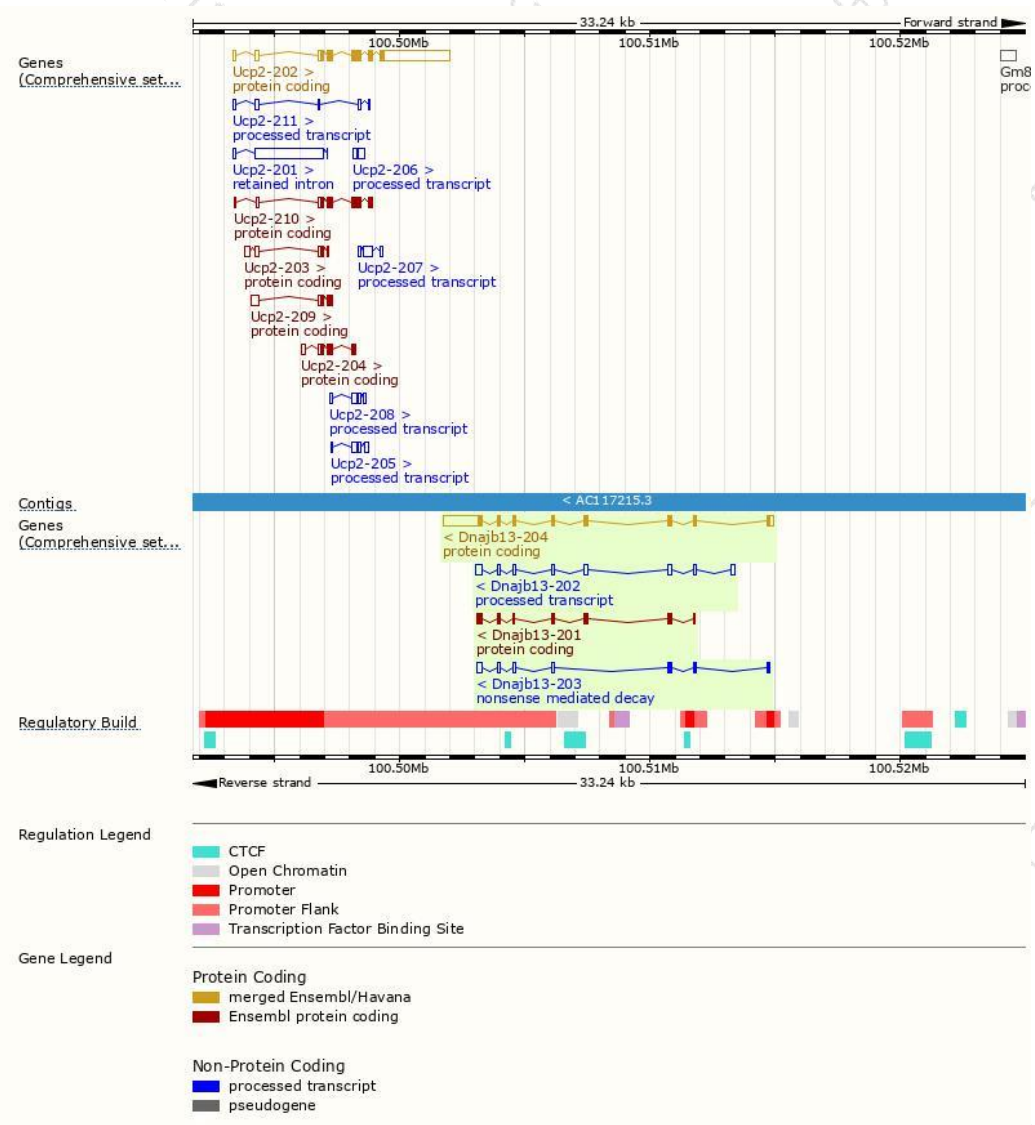 33.24 kb
Forward strand
100.50Mb
100.51Mb
100.52Mb
Genes
(Comprehensive set...
Ucp2-202 >
protein coding
Gm8
proc
Ucp2-211 >
processed transcript
Ucp2-201 >
retained intron
Ucp2-206 >
processed transcript
Ucp2-210 >
protein coding
Ucp2-203 >
protein coding
Ucp2-207 >
processed transcript
Ucp2-209 >
protein coding
Ucp2-204 >
protein coding
Ucp2-208 >
processed transcript
Ucp2-205 >
processed transcript
Contigs
< AC117215.3
Genes
(Comprehensive set...
< Dnajb13-204
protein coding
< Dnajb13-202
processed transcript
< Dnajb13-201
protein coding
< Dnajb13-203
nonsense mediated decay
Regulatory Build
100.50Mb
100.51Mb
100.52Mb
Reverse strand
33.24 kb
Regulation Legend
CTCF
Open Chromatin
Promoter
Promoter Flank
Transcription Factor Binding Site
Gene Legend
Protein Coding
merged Ensembl/Havana
Ensembl protein coding
Non-Protein Coding
processed transcript
pseudogene